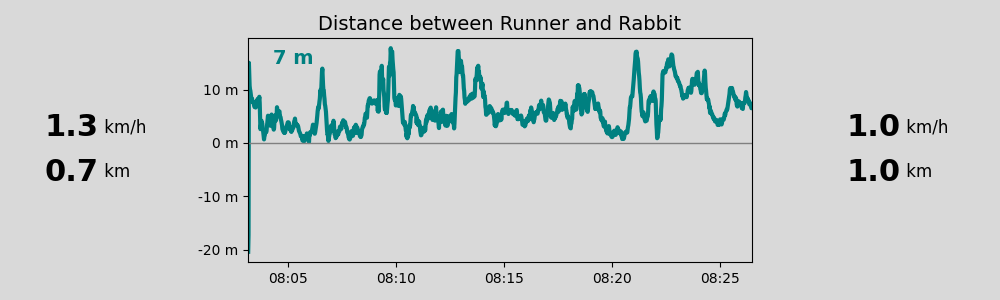 Distance between Runner and Rabbit
7 m
1.3 km/h
0.7 km
10 m
0 m
-10 m
-20 m
08:05 08:10 08:15 08:20 08:25
1.0 km/h
1.0 km